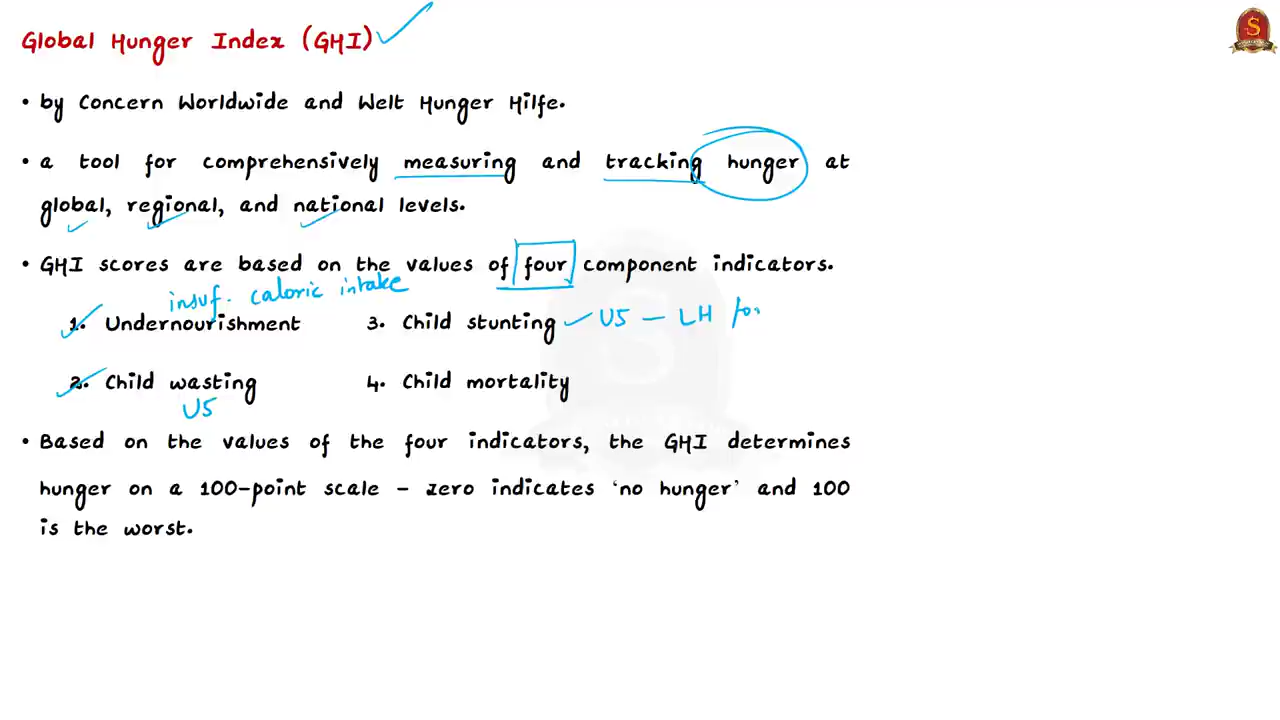 Global Hunger Index (GHI)
• by Concern Worldwide and Welt Hunger Hilfe.
• a tool for comprehensively measuring and tracking hunger at
global, regional, and national levels.
• GHI scores are based on the values of four component indicators.
insuf. caloric intake
1. Undernourishment 3. Child stunting U5 – LH for
2. Child wasting 4. Child mortality
U5
• Based on the values of the four indicators, the GHI determines
hunger on a 100-point scale – zero indicates ‘no hunger’ and 100
is the worst.